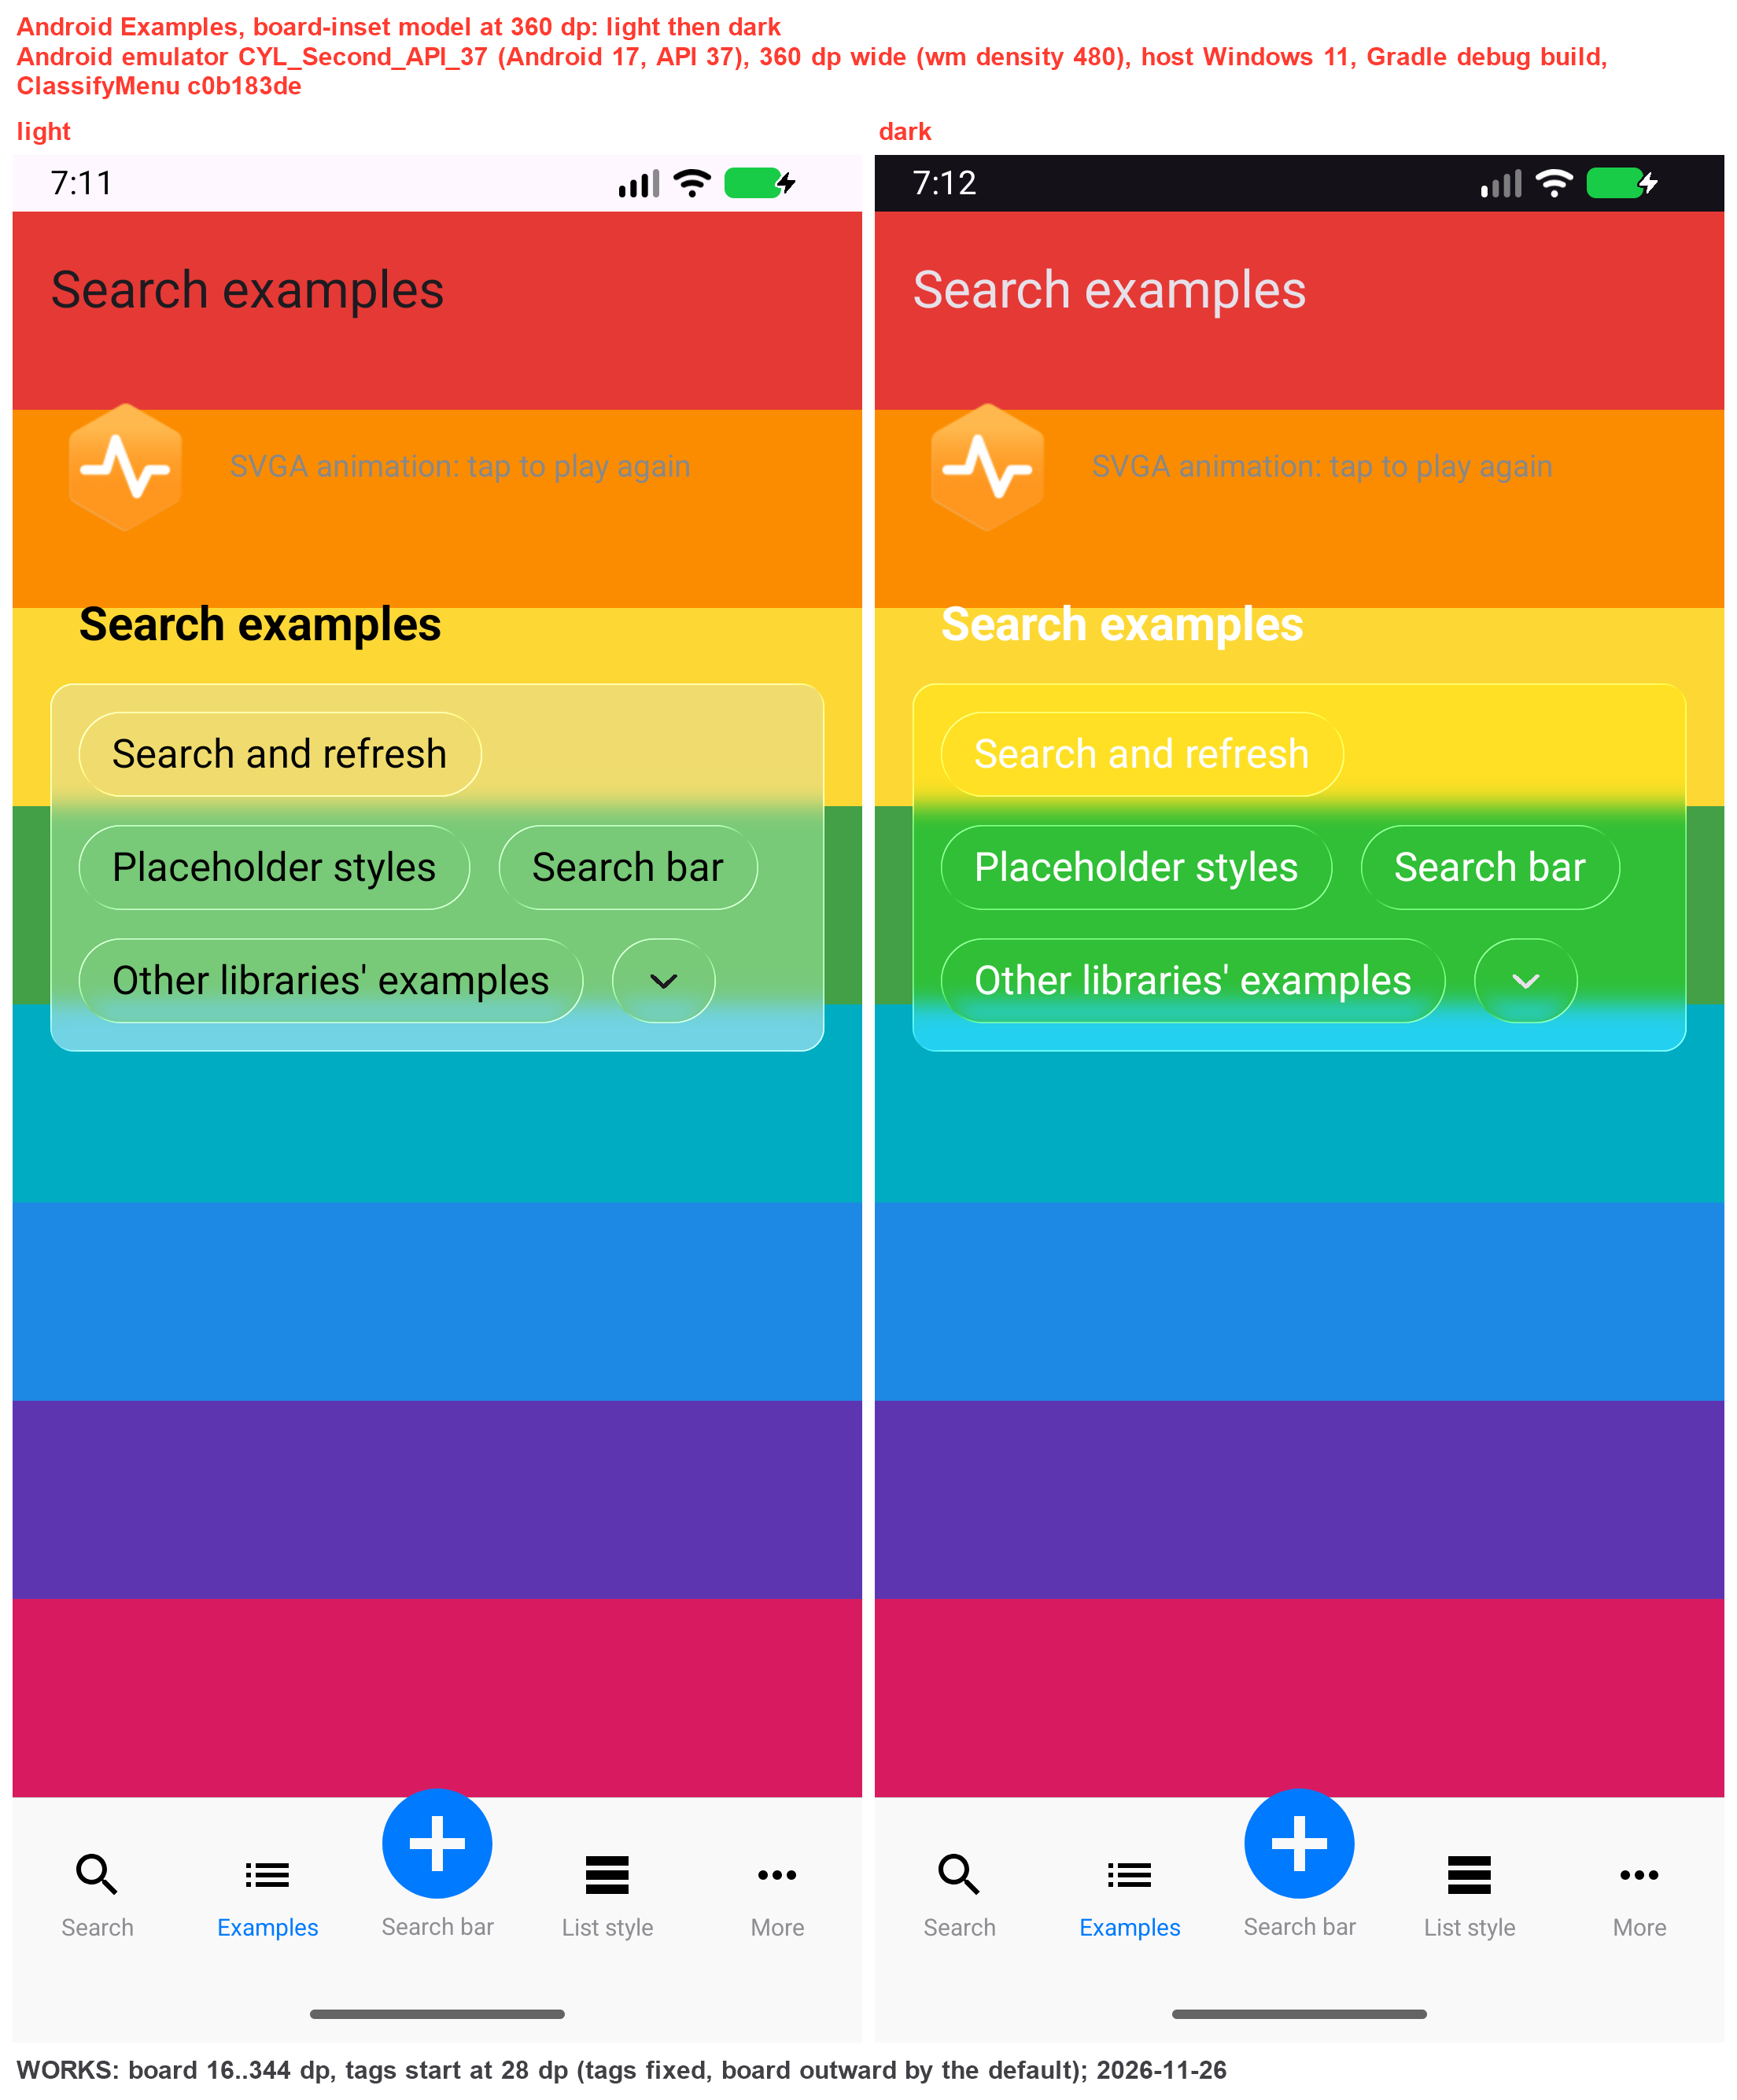 Android Examples, board-inset model at 360 dp: light then dark
Android emulator CYL_Second_API_37 (Android 17, API 37), 360 dp wide (wm density 480), host Windows 11, Gradle debug build,
ClassifyMenu c0b183de
light
7:11
Search examples
SVGA animation: tap to play again
Search examples
Search and refresh
Placeholder styles
Search bar
Other libraries' examples
Search
Examples
Search bar
List style
More
dark
7:12
Search examples
SVGA animation: tap to play again
Search examples
Search and refresh
Placeholder styles
Search bar
Other libraries' examples
Search
Examples
Search bar
List style
More
WORKS: board 16..344 dp, tags start at 28 dp (tags fixed, board outward by the default); 2026-11-26